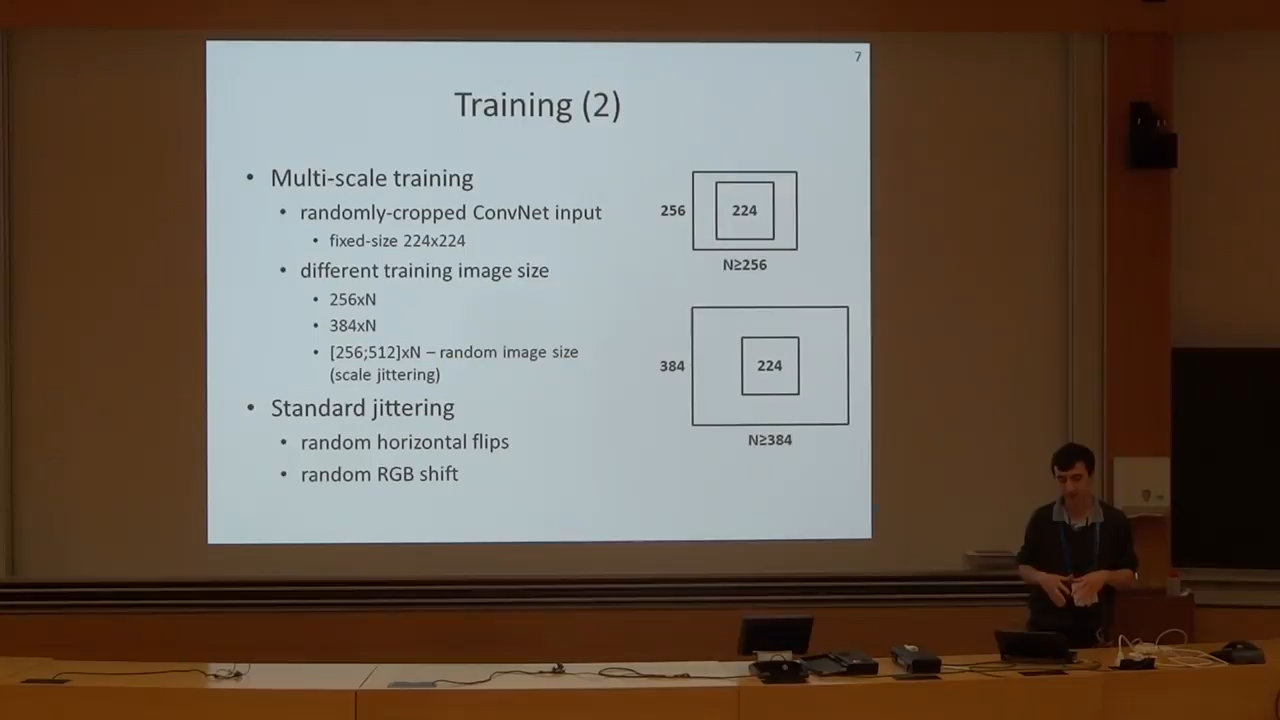 7
Training (2)
• Multi-scale training
• randomly-cropped ConvNet input
• fixed-size 224x224
• different training image size
• 256xN
• 384xN
• [256;512]xN – random image size
(scale jittering)
• Standard jittering
• random horizontal flips
• random RGB shift
256
224
N≥256
384
224
N≥384